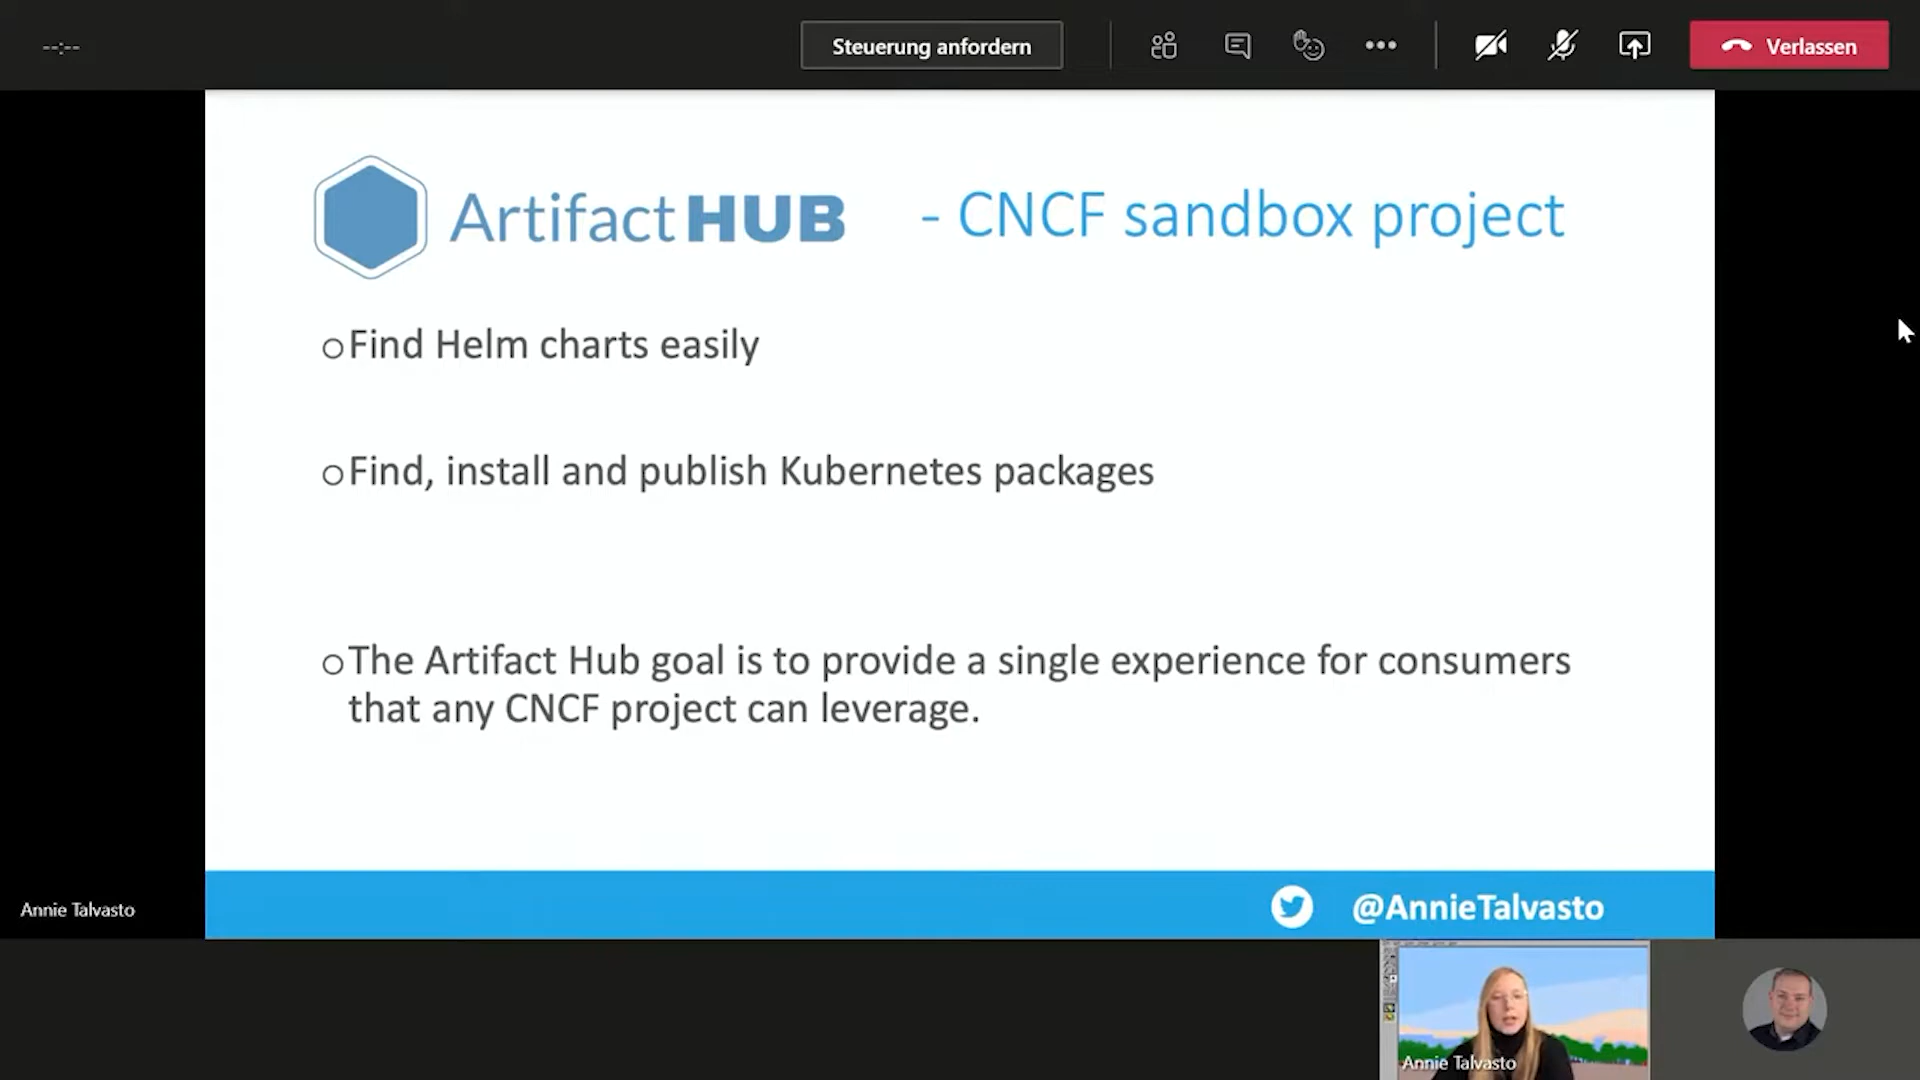 --:--
Steuerung anfordern
Verlassen
Artifact HUB - CNCF sandbox project
Find Helm charts easily
Find, install and publish Kubernetes packages
The Artifact Hub goal is to provide a single experience for consumers
that any CNCF project can leverage.
Annie Talvasto
@AnnieTalvasto
Annie Talvasto